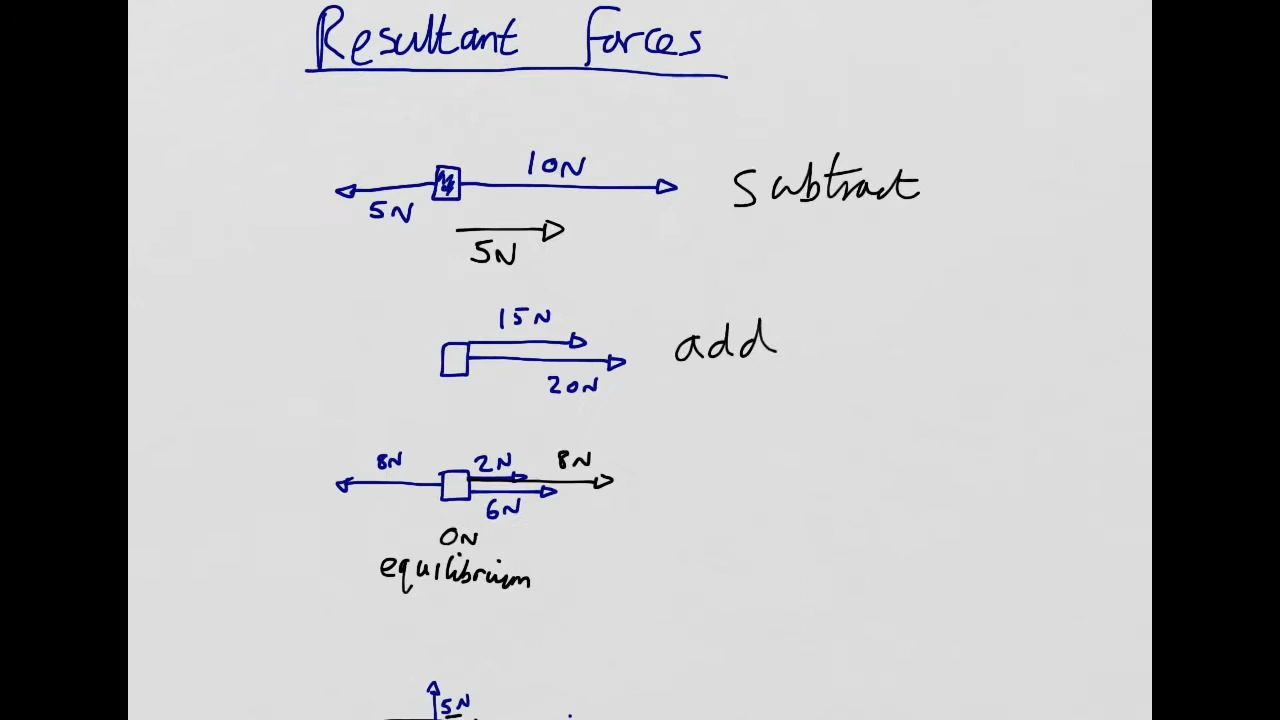 Resultant Forces
10N
5N
subtract
5N
15N
add
20N
8N 2N 8N
6N
0N
equilibrium
5N